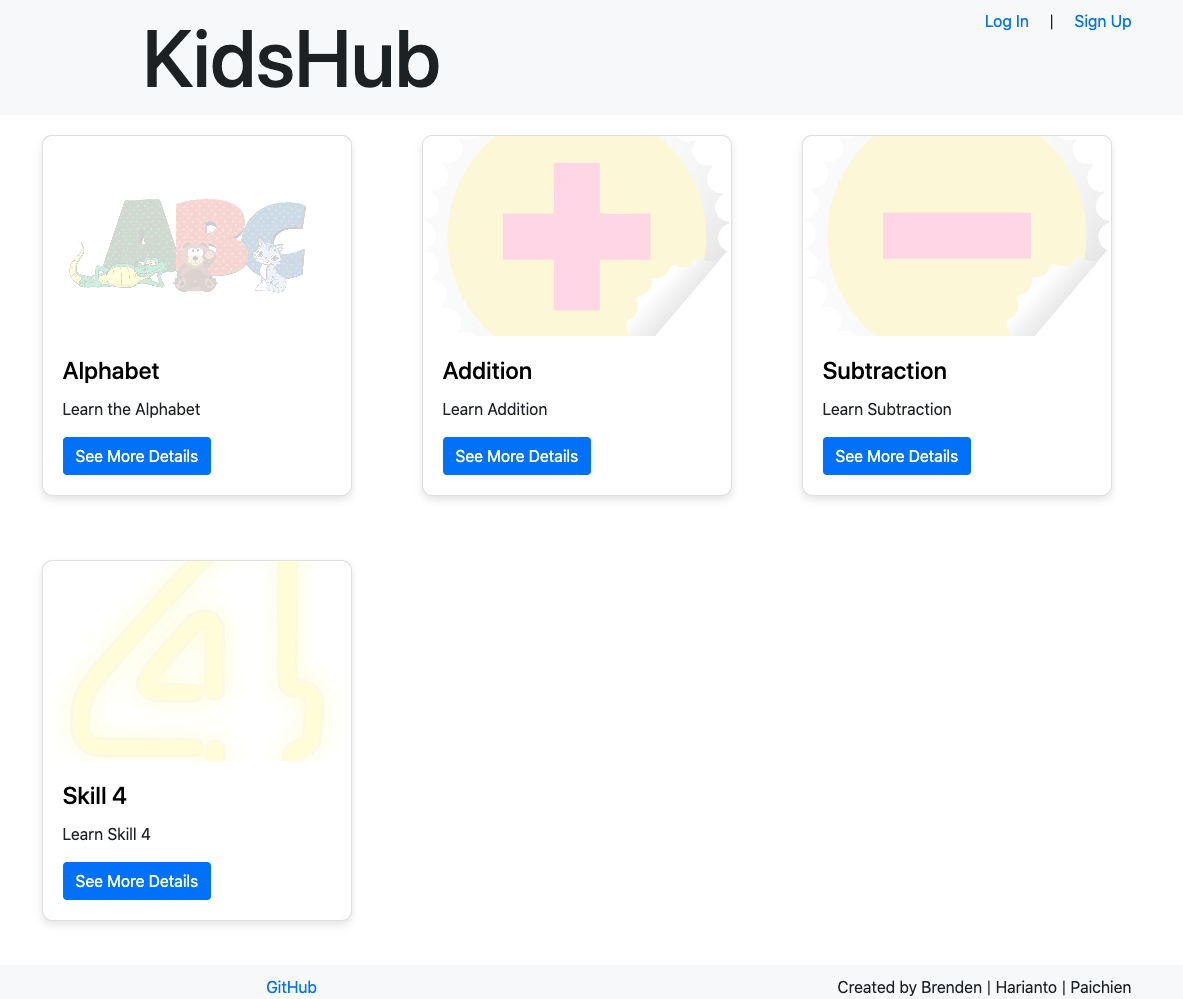 KidsHub
Log In | Sign Up
ABC
Alphabet
Learn the Alphabet
See More Details
Addition
Learn Addition
See More Details
Subtraction
Learn Subtraction
See More Details
4
Skill 4
Learn Skill 4
See More Details
GitHub
Created by Brenden | Harianto | Paichien